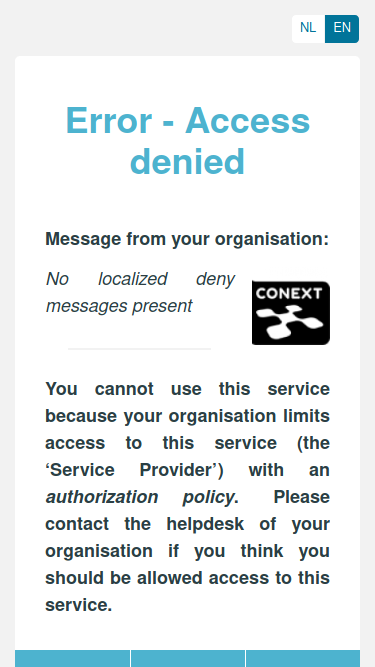 NL EN
Error - Access
denied
Message from your organisation:
No localized deny
messages present
CONEXT
You cannot use this service
because your organisation limits
access to this service (the
‘Service Provider’) with an
authorization policy. Please
contact the helpdesk of your
organisation if you think you
should be allowed access to this
service.